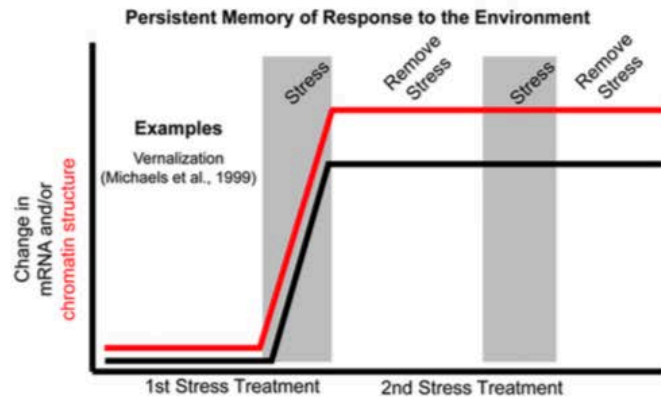 Persistent Memory of Response to the Environment
Stress
Remove
Stress
Stress
Remove
Stress
Examples
Vernalization
(Michaels et al., 1999)
Change in
mRNA and/or
chromatin structure
1st Stress Treatment
2nd Stress Treatment